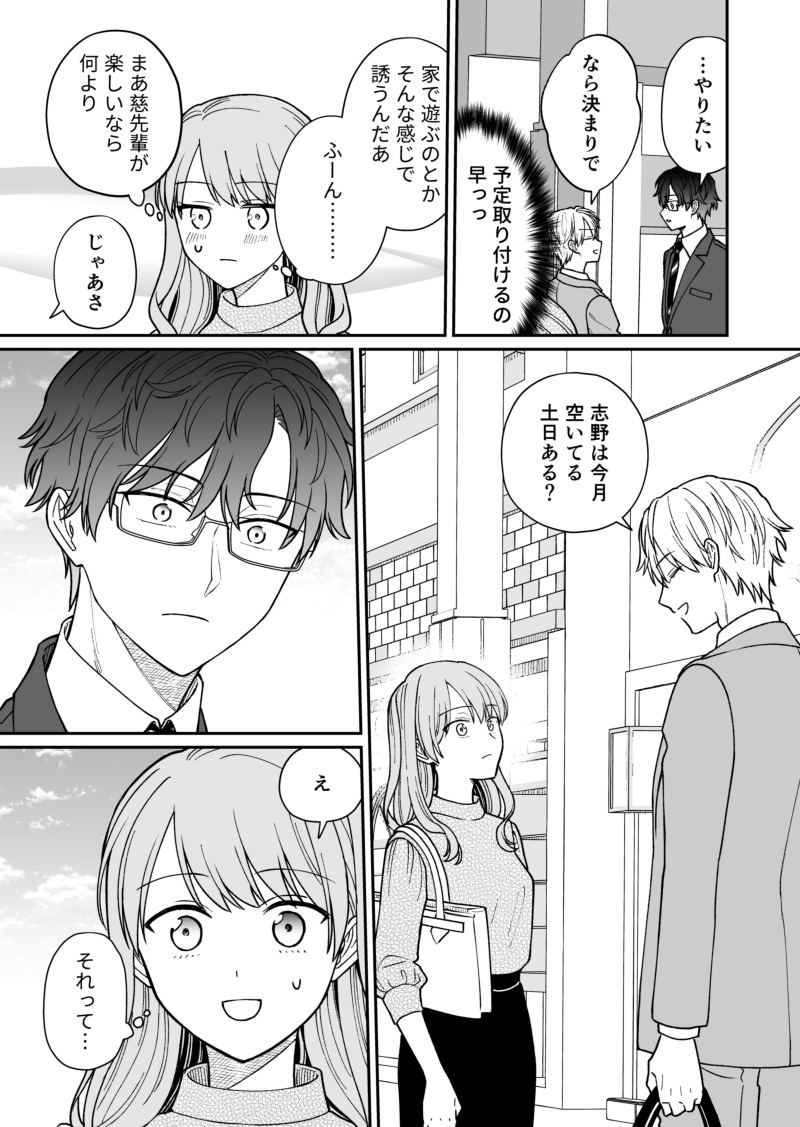 …やりたい
なら決まりで
予定取り付けるの
早っっ
家で遊ぶのとか
そんな感じで
誘うんだあ
ふーん………
まあ慈先輩が
楽しいなら
何より
じゃあさ
志野は今月
空いてる
土日ある?
え
それって…